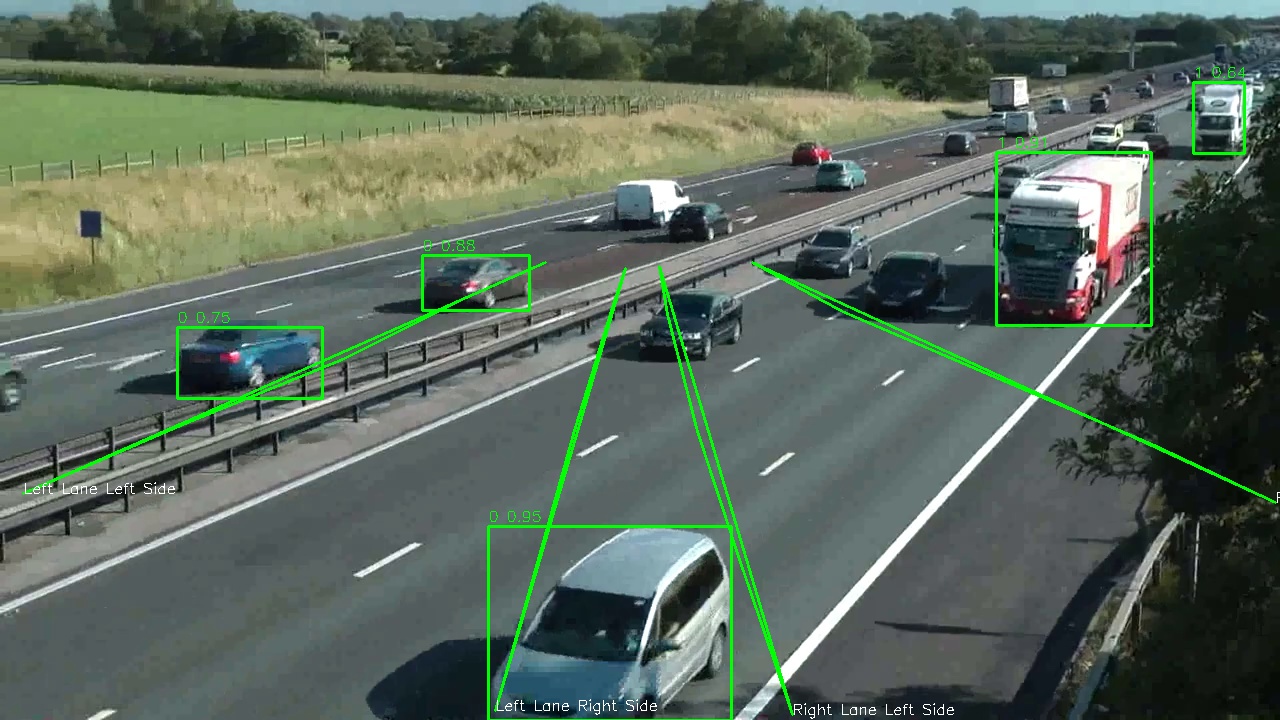 1 0.64
0 0.88
0 0.75
Left Lane Left Side
0 0.95
Left Lane Right Side
Right Lane Left Side